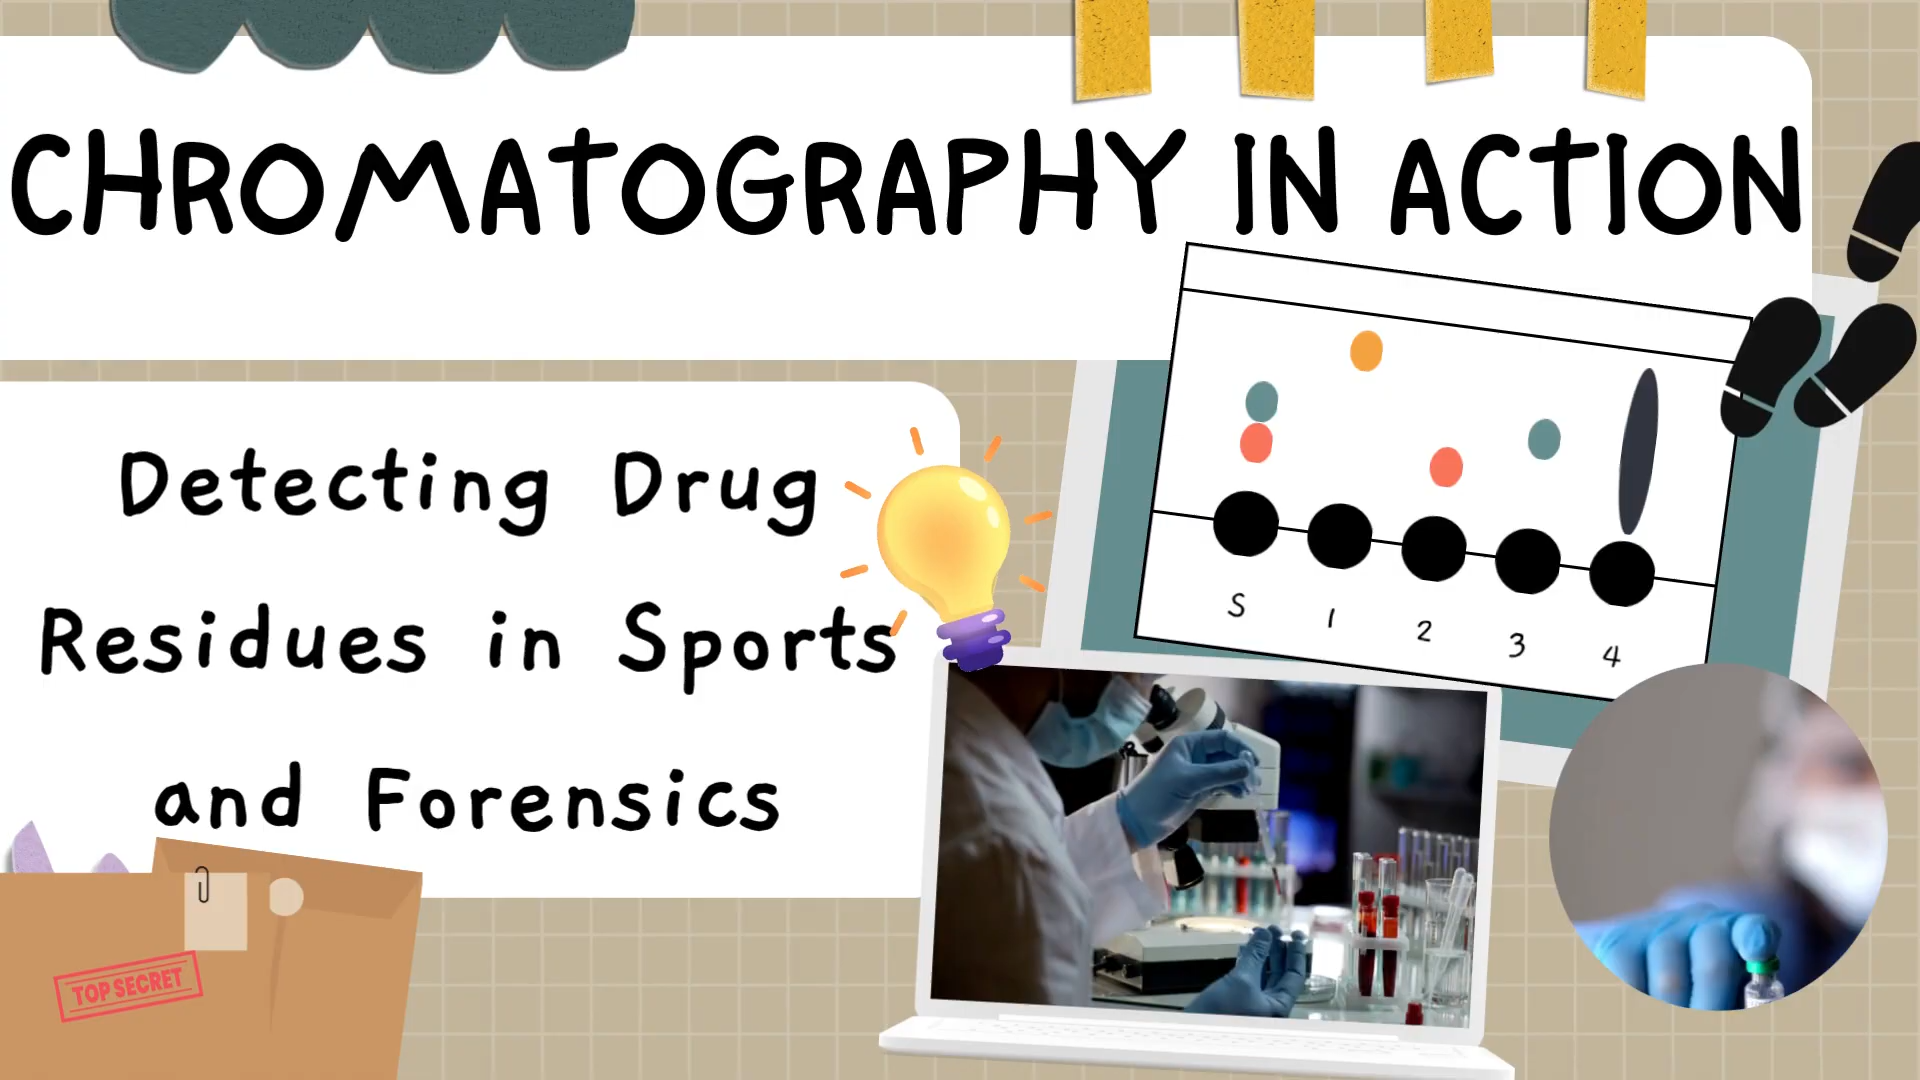 CHROMATOGRAPHY IN ACTION
Detecting Drug
Residues in Sports
and Forensics
S 1 2 3 4
TOP SECRET